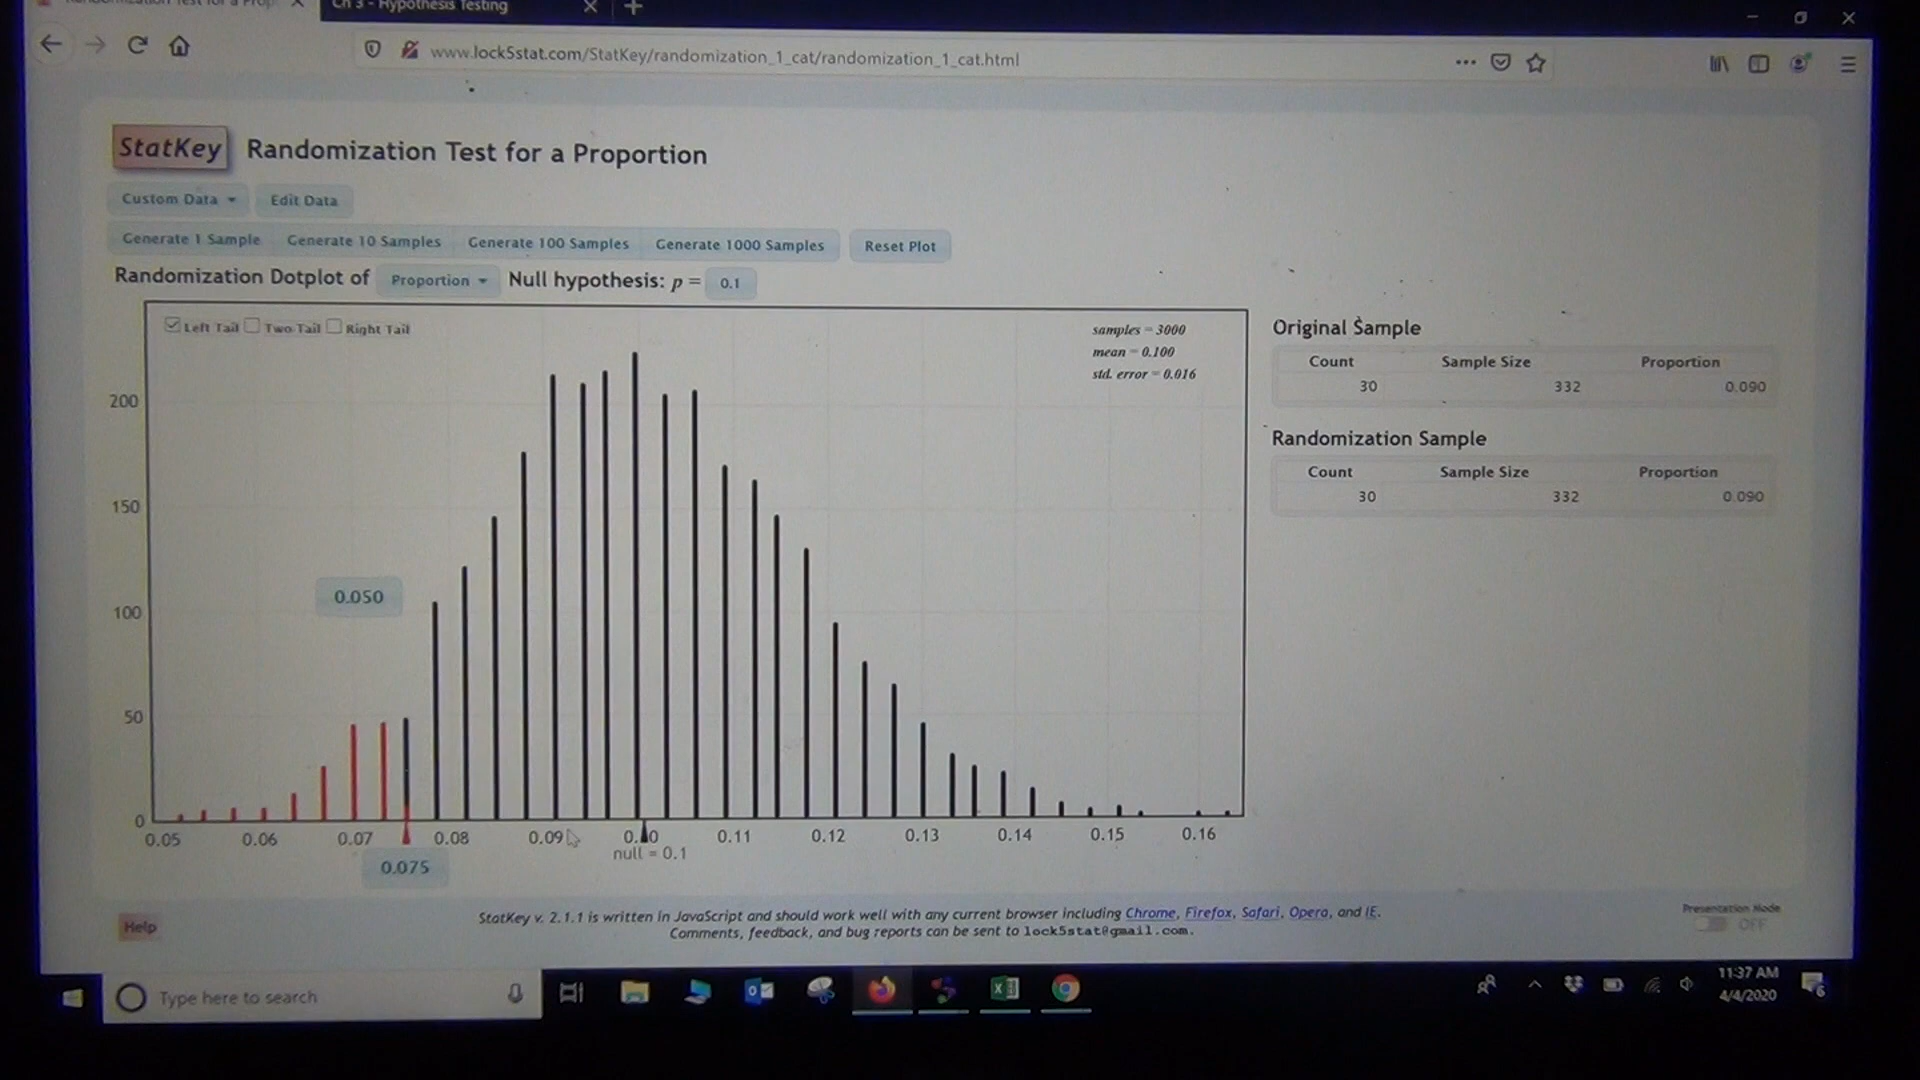 Ch 3 - Hypothesis Testing
www.lock5stat.com/StatKey/randomization_1_cat/randomization_1_cat.html
StatKey Randomization Test for a Proportion
Custom Data Edit Data
Generate 1 Sample Generate 10 Samples Generate 100 Samples Generate 1000 Samples Reset Plot
Randomization Dotplot of Proportion Null hypothesis: p = 0.1
Left Tail Two-Tail Right Tail
samples = 3000
mean = 0.100
std. error = 0.016
200
150
100
50
0
0.050
0.05 0.06 0.07 0.08 0.09 0.10 0.11 0.12 0.13 0.14 0.15 0.16
null = 0.1
0.075
Original Sample
Count Sample Size Proportion
30 332 0.090
Randomization Sample
Count Sample Size Proportion
30 332 0.090
StatKey v. 2.1.1 is written in JavaScript and should work well with any current browser including Chrome, Firefox, Safari, Opera, and IE.
Comments, feedback, and bug reports can be sent to lock5stat@gmail.com.
Help
Presentation Mode
OFF
Type here to search
11:37 AM
4/4/2020
6